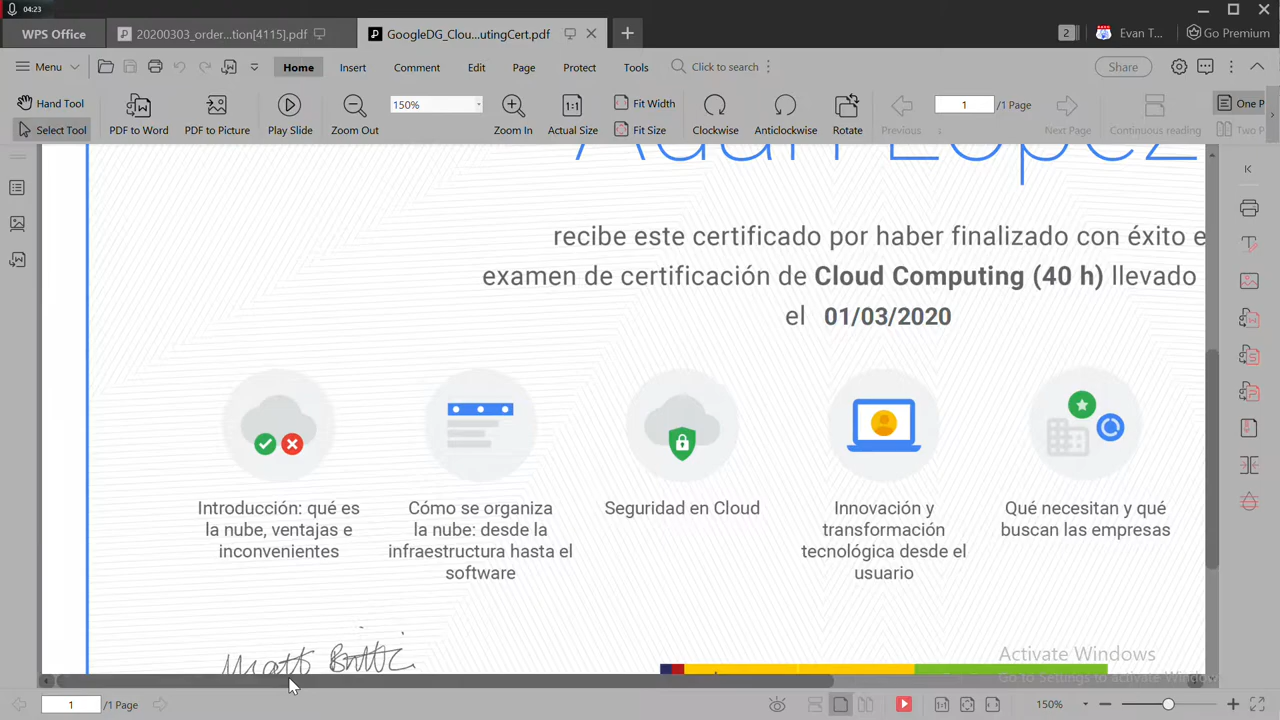 04:23
WPS Office
20200303_order...tion[4115].pdf
GoogleDG_Clou...utingCert.pdf
2
Evan T...
Go Premium
Menu
Home
Insert
Comment
Edit
Page
Protect
Tools
Click to search
Share
Hand Tool
Select Tool
PDF to Word
PDF to Picture
Play Slide
Zoom Out
150%
Zoom In
1:1
Actual Size
Fit Width
Fit Size
Clockwise
Anticlockwise
Rotate
Previous
1
/1 Page
Next Page
Continuous reading
One P
Two P
recibe este certificado por haber finalizado con éxito e
examen de certificación de Cloud Computing (40 h) llevado
el 01/03/2020
Introducción: qué es
la nube, ventajas e
inconvenientes
Cómo se organiza
la nube: desde la
infraestructura hasta el
software
Seguridad en Cloud
Innovación y
transformación
tecnológica desde el
usuario
Qué necesitan y qué
buscan las empresas
Activate Windows
Go to Settings to activate Windows.
1
/1 Page
1:1
150%